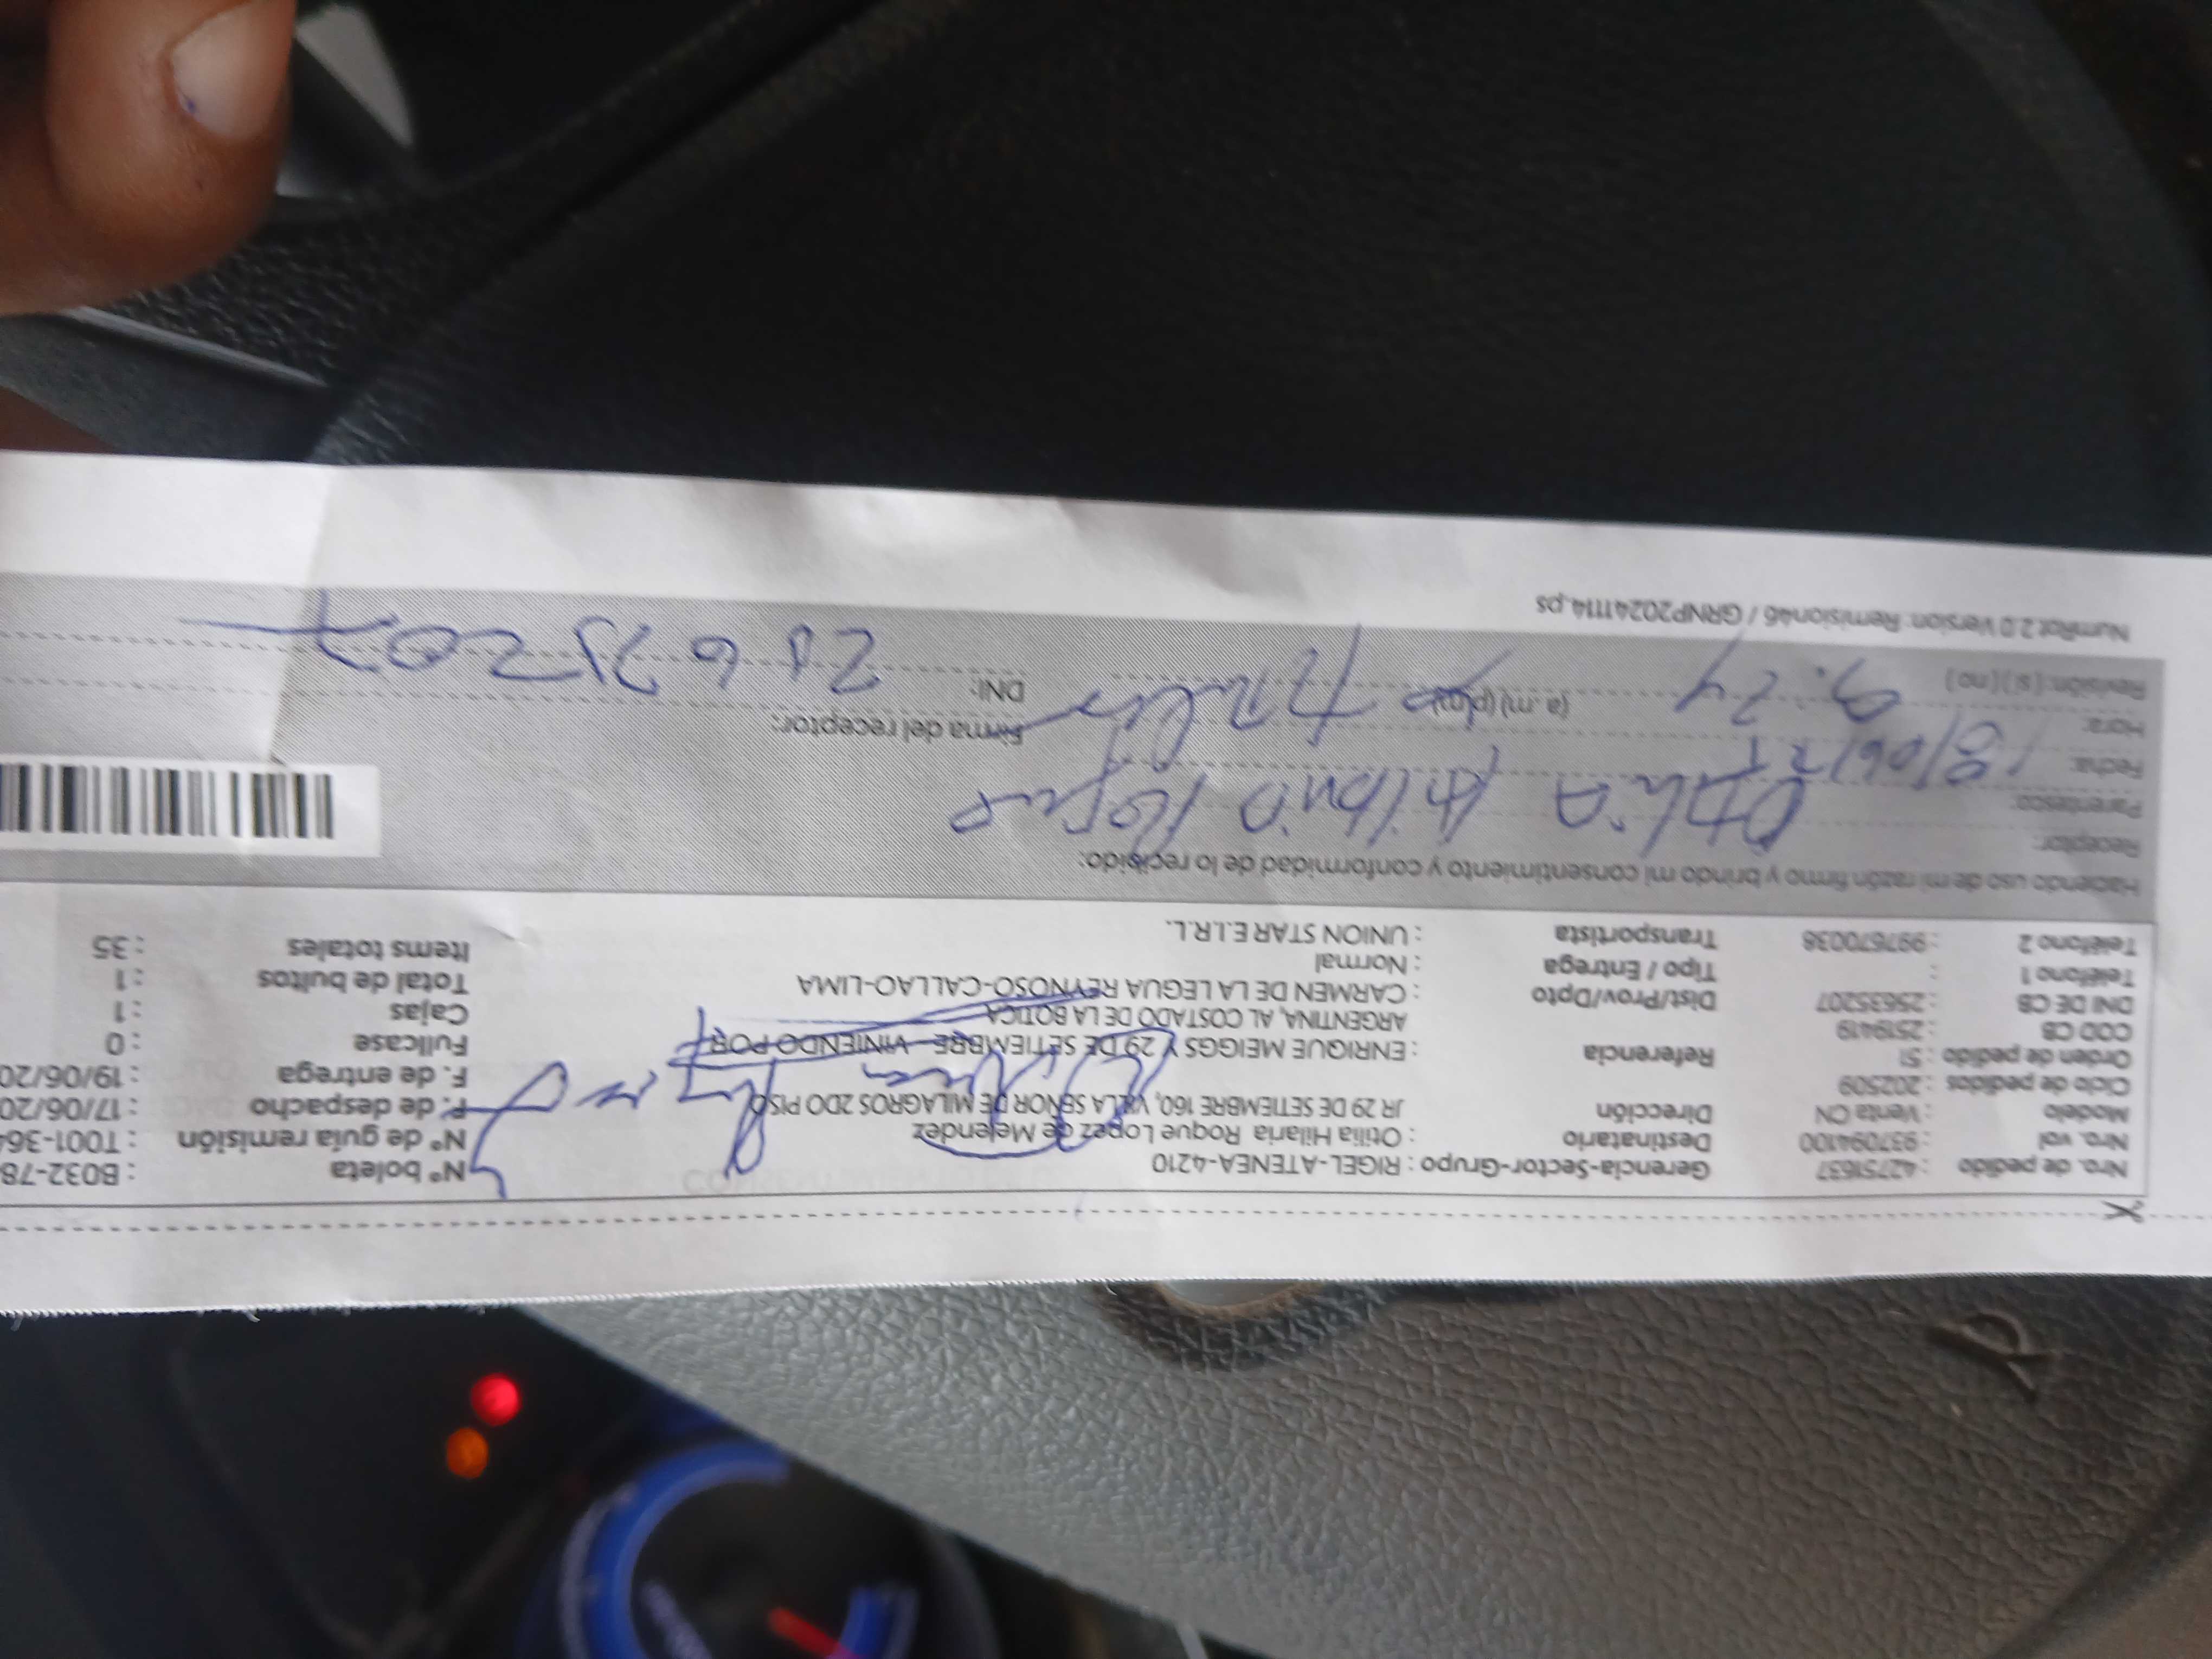 Nro. de pedido : 42751637 Gerencia-Sector-Grupo : RIGEL-ATENEA-4210 N° boleta : B032-78
Nro. vol : 937094100 Destinatario : Otilia Hilaria Roque Lopez de Melendez N° de guía remisión : T001-364
Modelo : Venta CN Dirección JR 29 DE SETIEMBRE 160, VILLA SEÑOR DE MILAGROS 2DO PISO F. de despacho : 17/06/20
Ciclo de pedidos : 202509 F. de entrega : 19/06/20
Orden de pedido : 51 Referencia : ENRIQUE MEIGGS Y 29 DE SETIEMBRE VINIENDO POR Fullcase : 0
COD CB : 2519419 ARGENTINA, AL COSTADO DE LA BOTICA Cajas : 1
DNI DE CB : 25635207 Dist/Prov/Dpto : CARMEN DE LA LEGUA REYNOSO-CALLAO-LIMA Total de bultos : 1
Teléfono 1 : Tipo / Entrega : Normal Items totales : 35
Teléfono 2 : 997670038 Transportista : UNION STAR E.I.R.L.
Haciendo uso de mi razón firmo y brindo mi consentimiento y conformidad de lo recibido:
Receptor:
Parentesco:
Fecha: 18/06/
Hora: 9:24 (a.m) (p.m) Firma del receptor:
Revisión: (s) (no) DNI:
NumRot 2.0 Version: Remision46 / GRNP20241114.ps